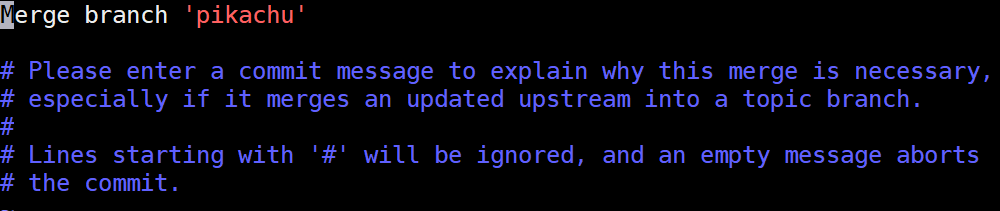 Merge branch 'pikachu'
# Please enter a commit message to explain why this merge is necessary,
# especially if it merges an updated upstream into a topic branch.
#
# Lines starting with '#' will be ignored, and an empty message aborts
# the commit.